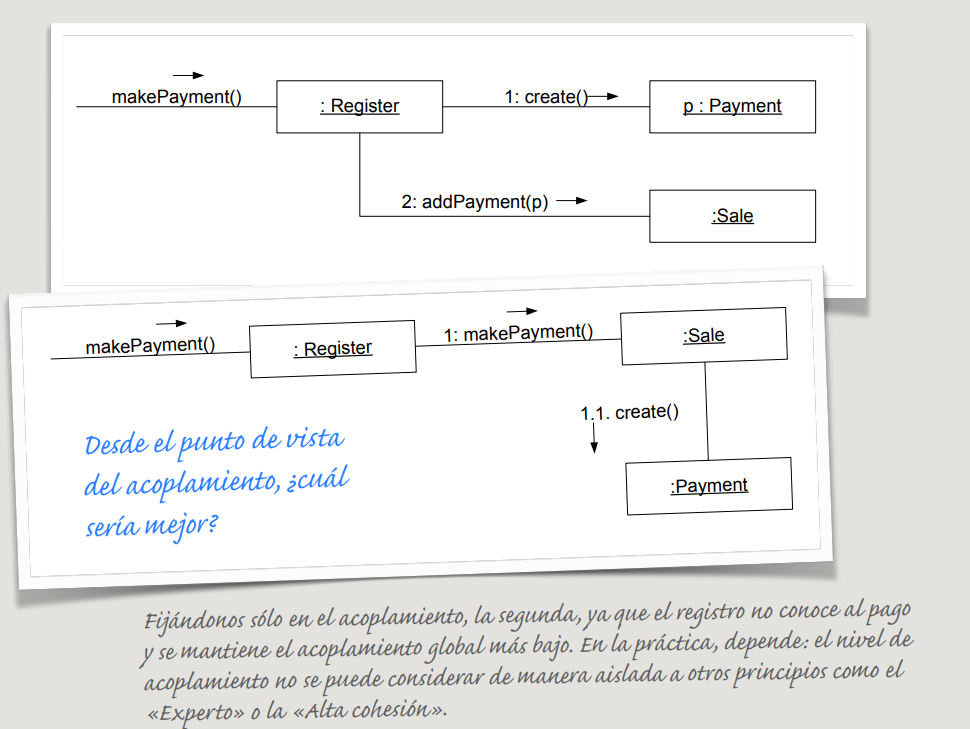 makePayment()
: Register
1: create()
p : Payment
2: addPayment(p)
:Sale
makePayment()
: Register
1: makePayment()
:Sale
1.1. create()
:Payment
Desde el punto de vista
del acoplamiento, ¿cuál
sería mejor?
Fijándonos sólo en el acoplamiento, la segunda, ya que el registro no conoce al pago
y se mantiene el acoplamiento global más bajo. En la práctica, depende: el nivel de
acoplamiento no se puede considerar de manera aislada a otros principios como el
«Experto» o la «Alta cohesión».